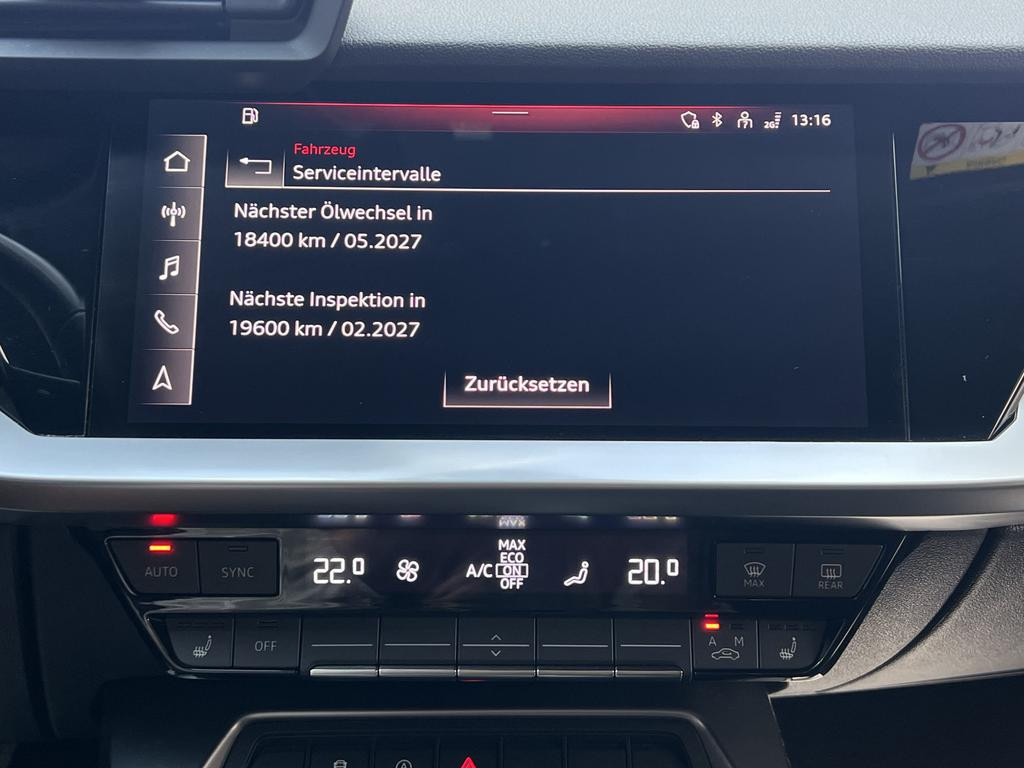 2G 13:16
Fahrzeug
Serviceintervalle
Nächster Ölwechsel in
18400 km / 05.2027
Nächste Inspektion in
19600 km / 02.2027
Zurücksetzen
AUTO
SYNC
22.0
A/C
MAX
ECO
ON
OFF
20.0
MAX
REAR
OFF
A M